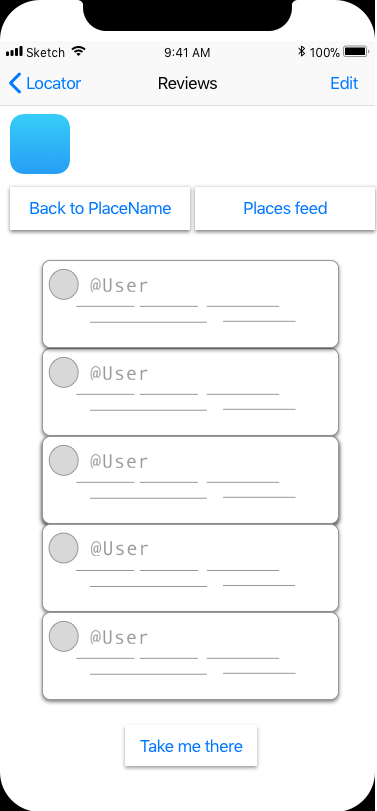 Sketch 9:41 AM 100%
Locator Reviews Edit
Back to PlaceName Places feed
@User
@User
@User
@User
@User
Take me there